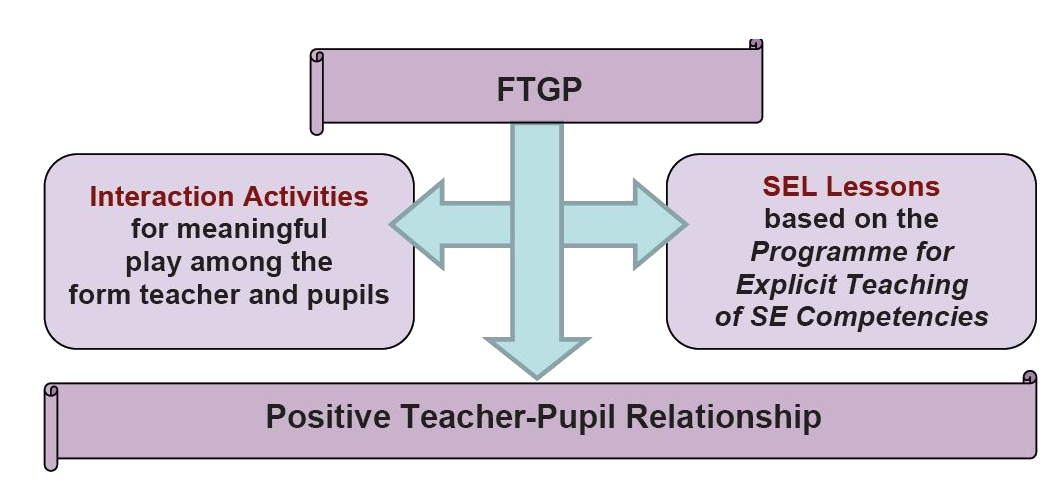 FTGP
Interaction Activities
for meaningful
play among the
form teacher and pupils
SEL Lessons
based on the
Programme for
Explicit Teaching
of SE Competencies
Positive Teacher-Pupil Relationship